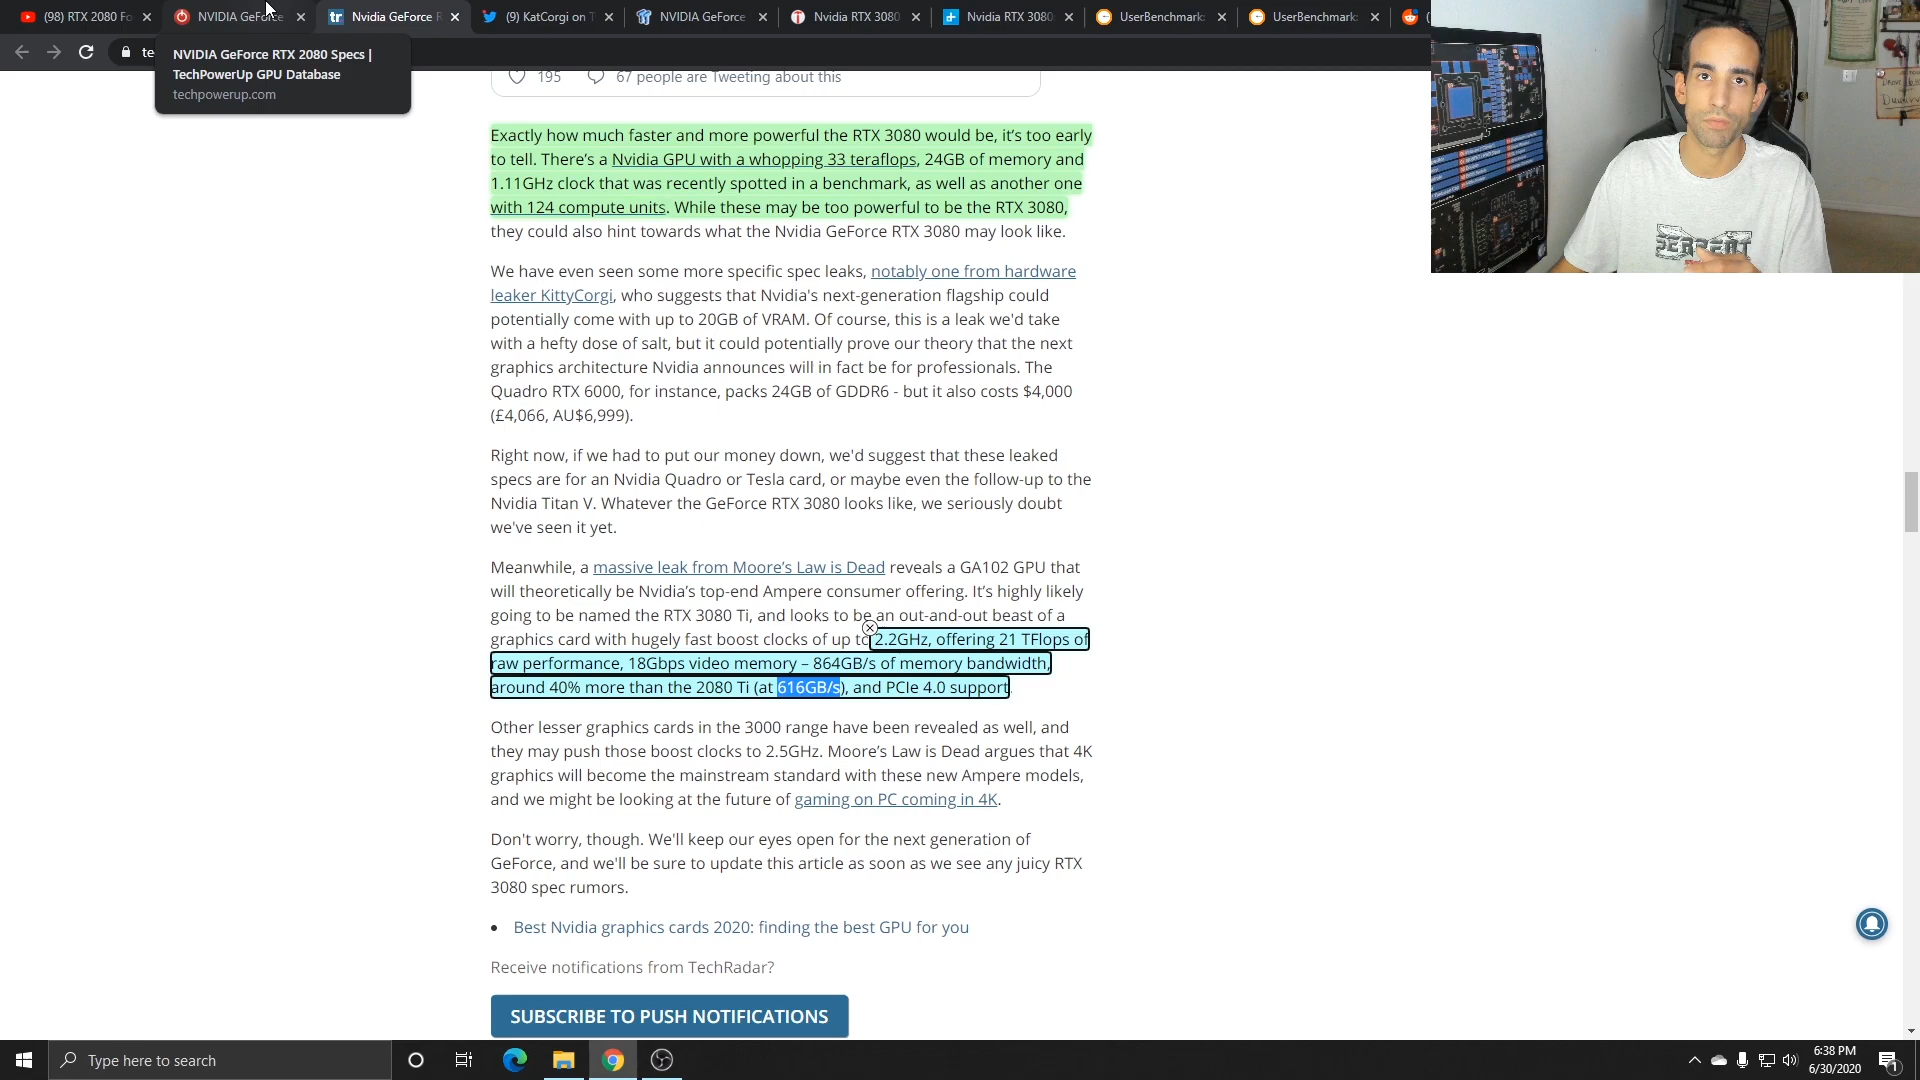 (98) RTX 2080 Fo
NVIDIA GeForce
Nvidia GeForce R
(9) KatCorgi on T
NVIDIA GeForce
Nvidia RTX 3080
Nvidia RTX 3080:
UserBenchmark:
UserBenchmark:
te
NVIDIA GeForce RTX 2080 Specs |
TechPowerUp GPU Database
techpowerup.com
195 67 people are Tweeting about this
Exactly how much faster and more powerful the RTX 3080 would be, it's too early
to tell. There's a Nvidia GPU with a whopping 33 teraflops, 24GB of memory and
1.11GHz clock that was recently spotted in a benchmark, as well as another one
with 124 compute units. While these may be too powerful to be the RTX 3080,
they could also hint towards what the Nvidia GeForce RTX 3080 may look like.
We have even seen some more specific spec leaks, notably one from hardware
leaker KittyCorgi, who suggests that Nvidia's next-generation flagship could
potentially come with up to 20GB of VRAM. Of course, this is a leak we'd take
with a hefty dose of salt, but it could potentially prove our theory that the next
graphics architecture Nvidia announces will in fact be for professionals. The
Quadro RTX 6000, for instance, packs 24GB of GDDR6 - but it also costs $4,000
(£4,066, AU$6,999).
Right now, if we had to put our money down, we'd suggest that these leaked
specs are for an Nvidia Quadro or Tesla card, or maybe even the follow-up to the
Nvidia Titan V. Whatever the GeForce RTX 3080 looks like, we seriously doubt
we've seen it yet.
Meanwhile, a massive leak from Moore's Law is Dead reveals a GA102 GPU that
will theoretically be Nvidia's top-end Ampere consumer offering. It's highly likely
going to be named the RTX 3080 Ti, and looks to be an out-and-out beast of a
graphics card with hugely fast boost clocks of up to 2.2GHz, offering 21 TFlops of
raw performance, 18Gbps video memory – 864GB/s of memory bandwidth,
around 40% more than the 2080 Ti (at 616GB/s), and PCIe 4.0 support.
Other lesser graphics cards in the 3000 range have been revealed as well, and
they may push those boost clocks to 2.5GHz. Moore's Law is Dead argues that 4K
graphics will become the mainstream standard with these new Ampere models,
and we might be looking at the future of gaming on PC coming in 4K.
Don't worry, though. We'll keep our eyes open for the next generation of
GeForce, and we'll be sure to update this article as soon as we see any juicy RTX
3080 spec rumors.
• Best Nvidia graphics cards 2020: finding the best GPU for you
Receive notifications from TechRadar?
SUBSCRIBE TO PUSH NOTIFICATIONS
Type here to search
6:38 PM
6/30/2020
1